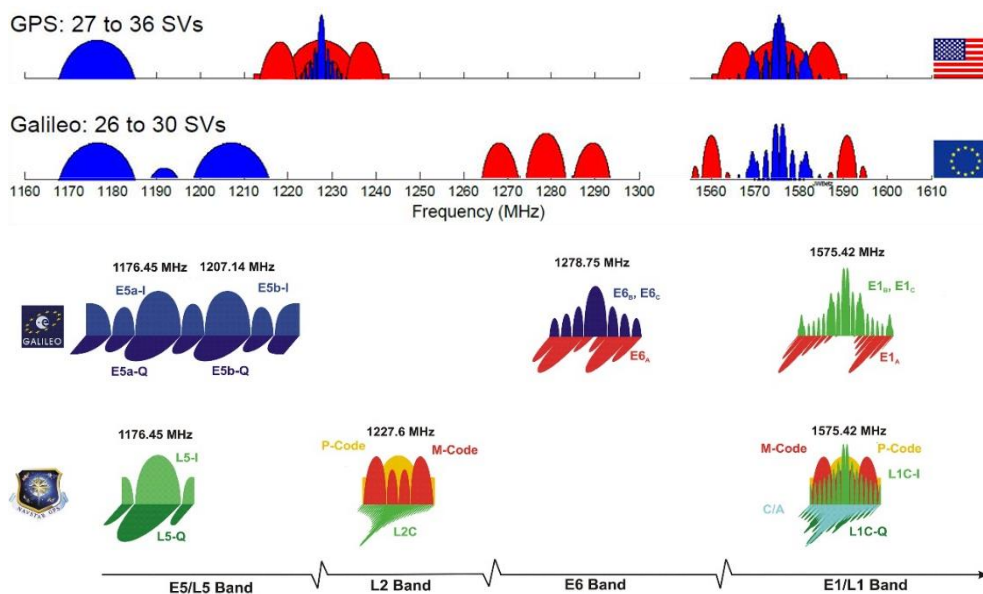 GPS: 27 to 36 SVs
Galileo: 26 to 30 SVs
1160 1170 1180 1190 1200 1210 1220 1230 1240 1250 1260 1270 1280 1290 1300 1560 1570 1580 1590 1600 1610
Frequency (MHz)
1176.45 MHz 1207.14 MHz 1278.75 MHz 1575.42 MHz
E5a-I E5b-I E6B, E6C E1B, E1C
GALILEO
E6A E1A
E5a-Q E5b-Q
1176.45 MHz 1227.6 MHz 1575.42 MHz
P-Code M-Code M-Code P-Code
L5-I L1C-I
NAVSTAR GPS
C/A
L5-Q L2C L1C-Q
E5/L5 Band L2 Band E6 Band E1/L1 Band